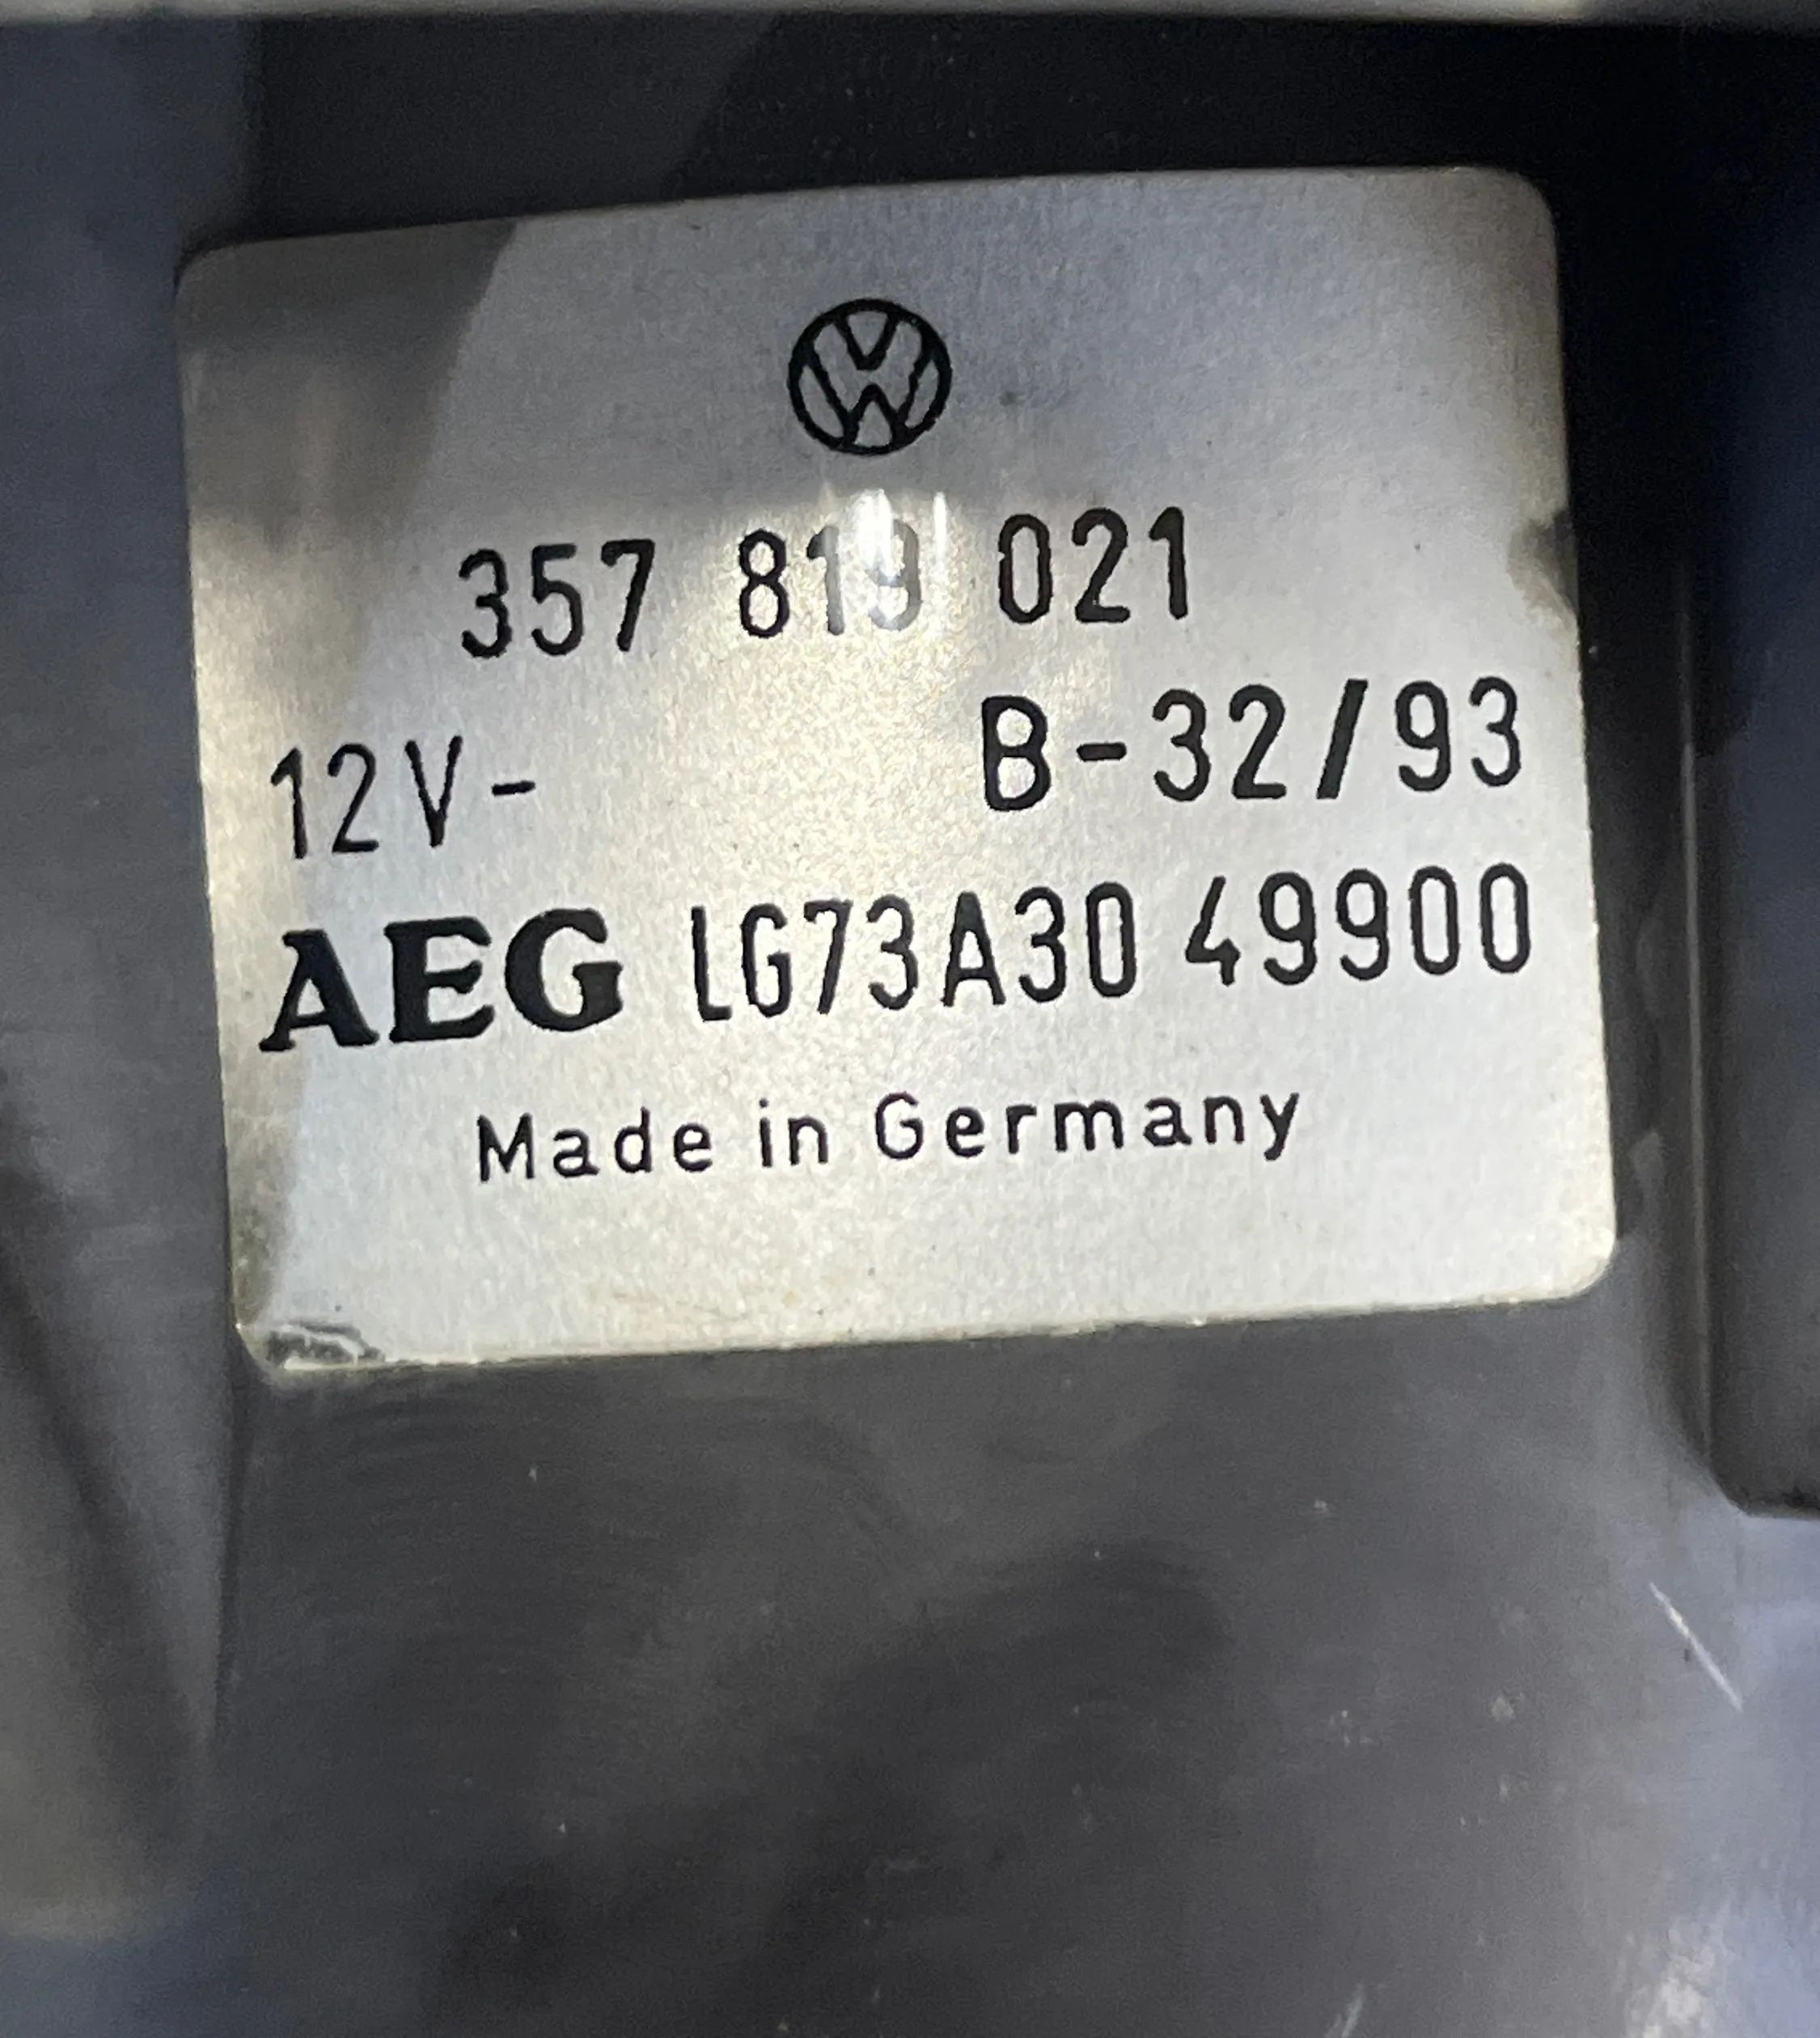 357 819 021
12V- B-32/93
AEG LG73A30 49900
Made in Germany